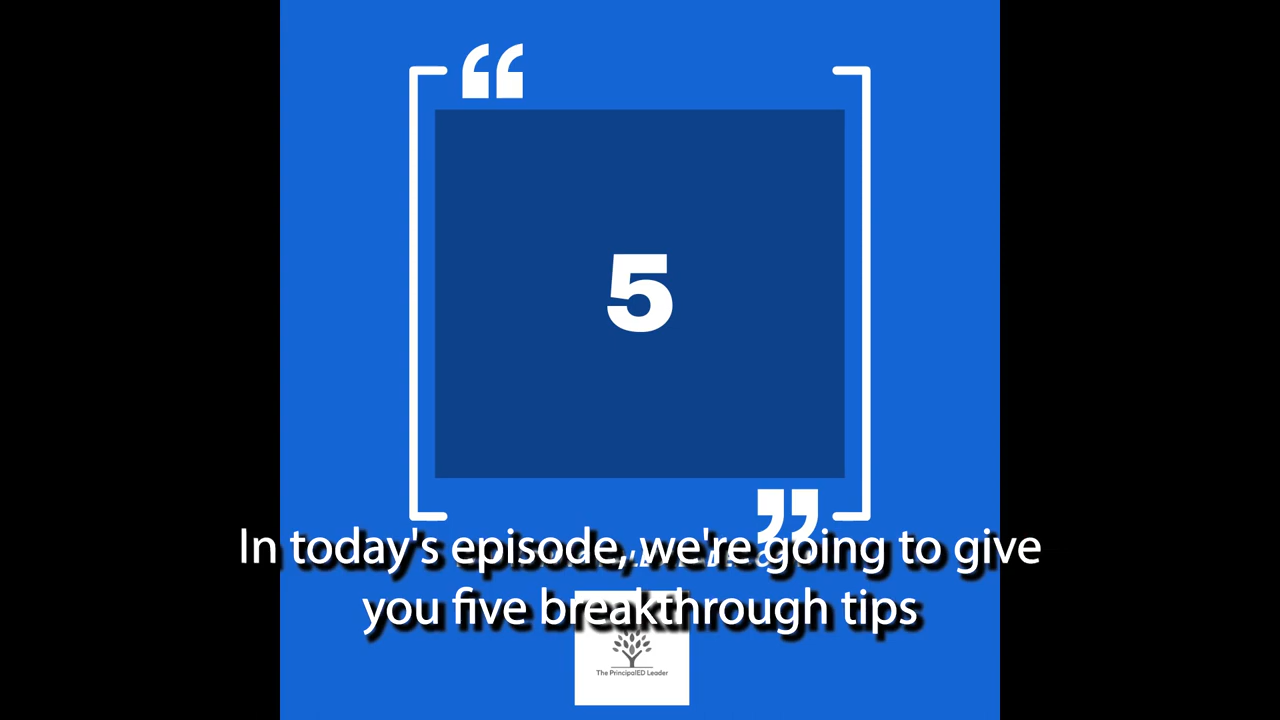 “
5
”
In today's episode, we're going to give
you five breakthrough tips
The PrincipalED Leader